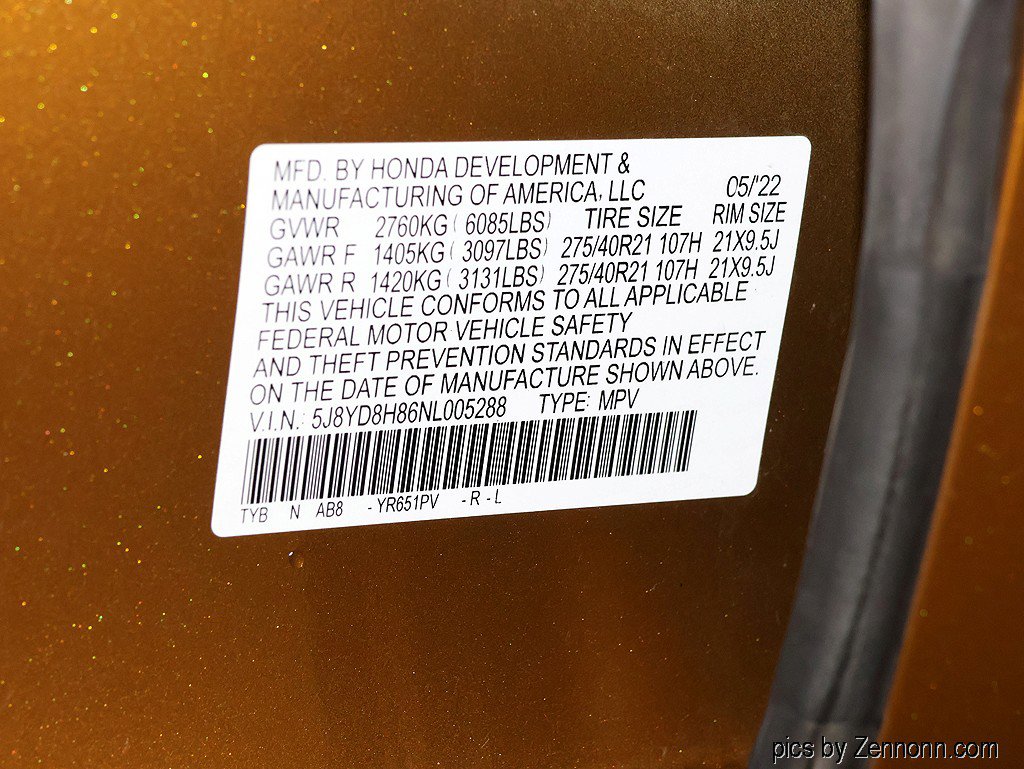 MFD. BY HONDA DEVELOPMENT &
MANUFACTURING OF AMERICA, LLC 05/'22
GVWR 2760KG ( 6085LBS) TIRE SIZE RIM SIZE
GAWR F 1405KG ( 3097LBS) 275/40R21 107H 21X9.5J
GAWR R 1420KG ( 3131LBS) 275/40R21 107H 21X9.5J
THIS VEHICLE CONFORMS TO ALL APPLICABLE
FEDERAL MOTOR VEHICLE SAFETY
AND THEFT PREVENTION STANDARDS IN EFFECT
ON THE DATE OF MANUFACTURE SHOWN ABOVE.
V.I.N.: 5J8YD8H86NL005288 TYPE: MPV
TYB N AB8 - YR651PV - R - L
pics by Zennonn.com